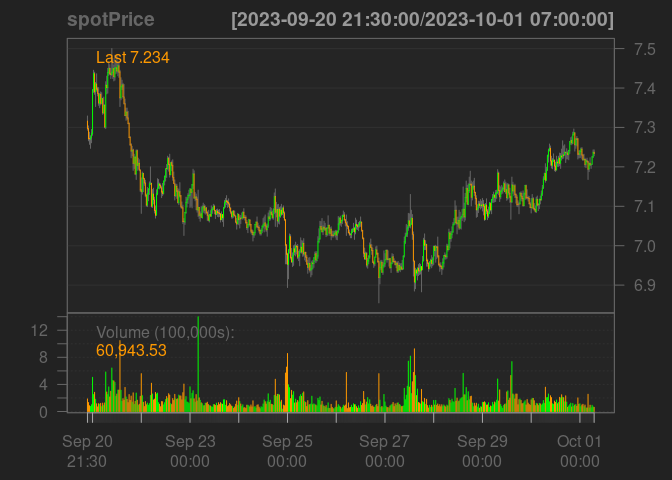 spotPrice [2023-09-20 21:30:00/2023-10-01 07:00:00]
Last 7.234
7.5
7.4
7.3
7.2
7.1
7.0
6.9
Volume (100,000s):
60,943.53
12
8
4
0
Sep 20 Sep 23 Sep 25 Sep 27 Sep 29 Oct 01
21:30 00:00 00:00 00:00 00:00 00:00